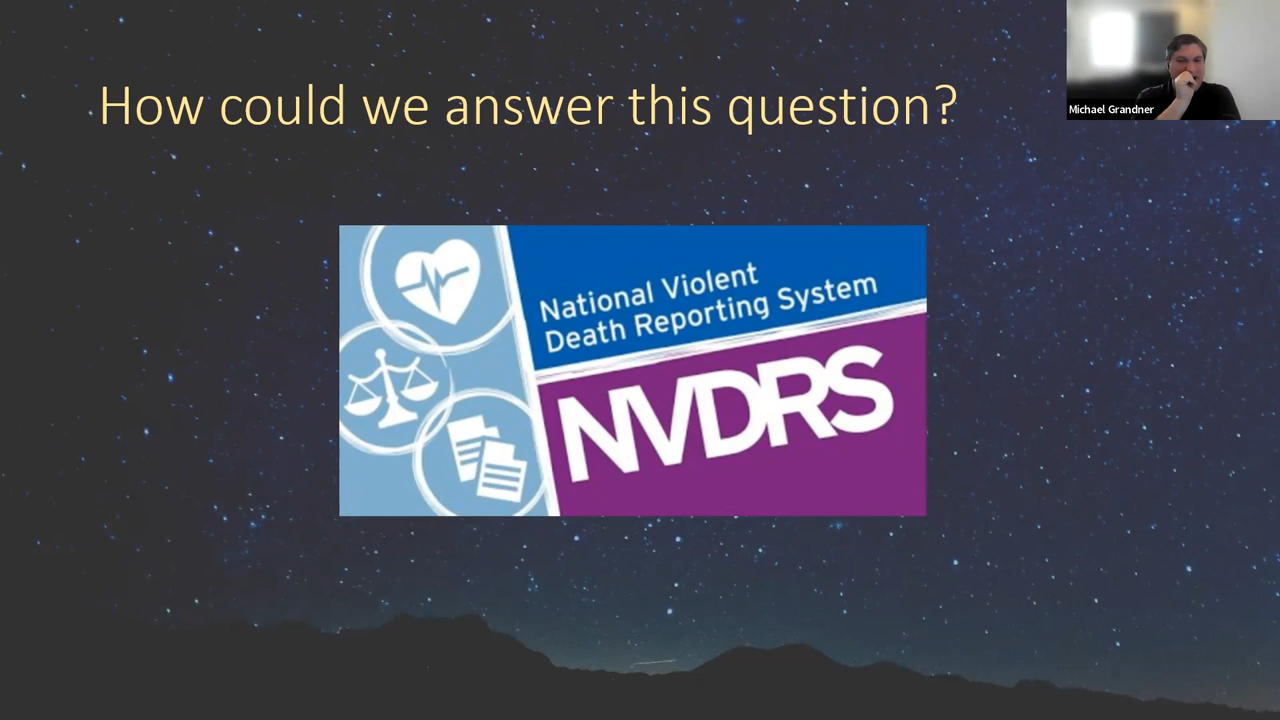 How could we answer this question?
Michael Grandner
National Violent
Death Reporting System
NVDRS